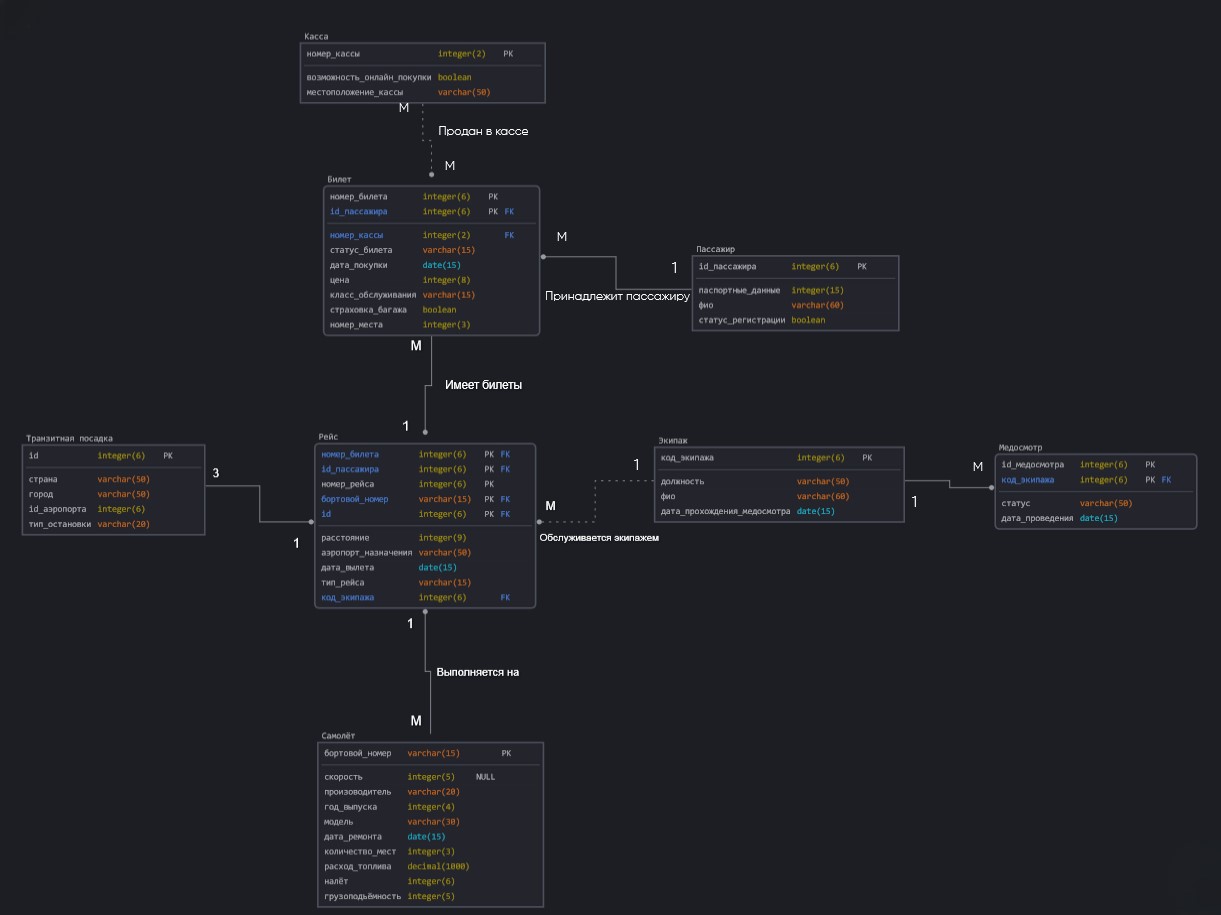 Касса
номер_кассы integer(2) PK
возможность_онлайн_покупки boolean
местоположение_кассы varchar(50)
М
Продан в кассе
М
Билет
номер_билета integer(6) PK
id_пассажира integer(6) PK FK
номер_кассы integer(2) FK
статус_билета varchar(15)
дата_покупки date(15)
цена integer(8)
класс_обслуживания varchar(15)
страховка_багажа boolean
номер_места integer(3)
М
1
Принадлежит пассажиру
Пассажир
id_пассажира integer(6) PK
паспортные_данные integer(15)
фио varchar(60)
статус_регистрации boolean
М
Имеет билеты
1
Транзитная посадка
id integer(6) PK
страна varchar(50)
город varchar(50)
id_аэропорта integer(6)
тип_остановки varchar(20)
3
1
Рейс
номер_билета integer(6) PK FK
id_пассажира integer(6) PK FK
номер_рейса integer(6) PK
бортовой_номер varchar(15) PK FK
id integer(6) PK FK
расстояние integer(9)
аэропорт_назначения varchar(50)
дата_вылета date(15)
тип_рейса varchar(15)
код_экипажа integer(6) FK
1
М
Обслуживается экипажем
Экипаж
код_экипажа integer(6) PK
должность varchar(50)
фио varchar(60)
дата_прохождения_медосмотра date(15)
1
М
Медосмотр
id_медосмотра integer(6) PK
код_экипажа integer(6) PK FK
статус varchar(50)
дата_проведения date(15)
1
Выполняется на
М
Самолёт
бортовой_номер varchar(15) PK
скорость integer(5) NULL
произоводитель varchar(20)
год_выпуска integer(4)
модель varchar(30)
дата_ремонта date(15)
количество_мест integer(3)
расход_топлива decimal(1000)
налёт integer(6)
грузоподъёмность integer(5)